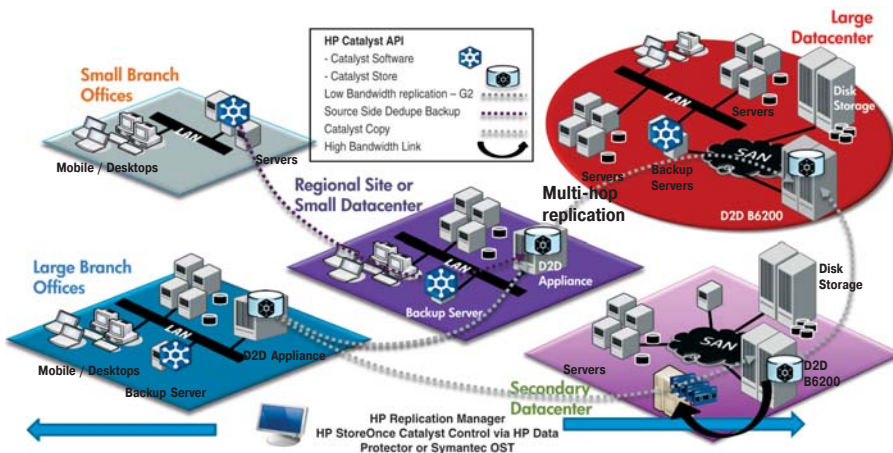 HP Catalyst API
- Catalyst Software
- Catalyst Store
Low Bandwidth replication – G2
Source Side Dedupe Backup
Catalyst Copy
High Bandwidth Link
Small Branch
Offices
LAN
Mobile / Desktops
Servers
Large
Datacenter
LAN
Servers
Disk
Storage
SAN
Servers
Backup
Servers
D2D B6200
Multi-hop
replication
Regional Site or
Small Datacenter
LAN
Backup Server
D2D
Appliance
Large Branch
Offices
LAN
Mobile / Desktops
Backup Server
D2D Appliance
Disk
Storage
SAN
Servers
D2D
B6200
Secondary
Datacenter
HP Replication Manager
HP StoreOnce Catalyst Control via HP Data
Protector or Symantec OST